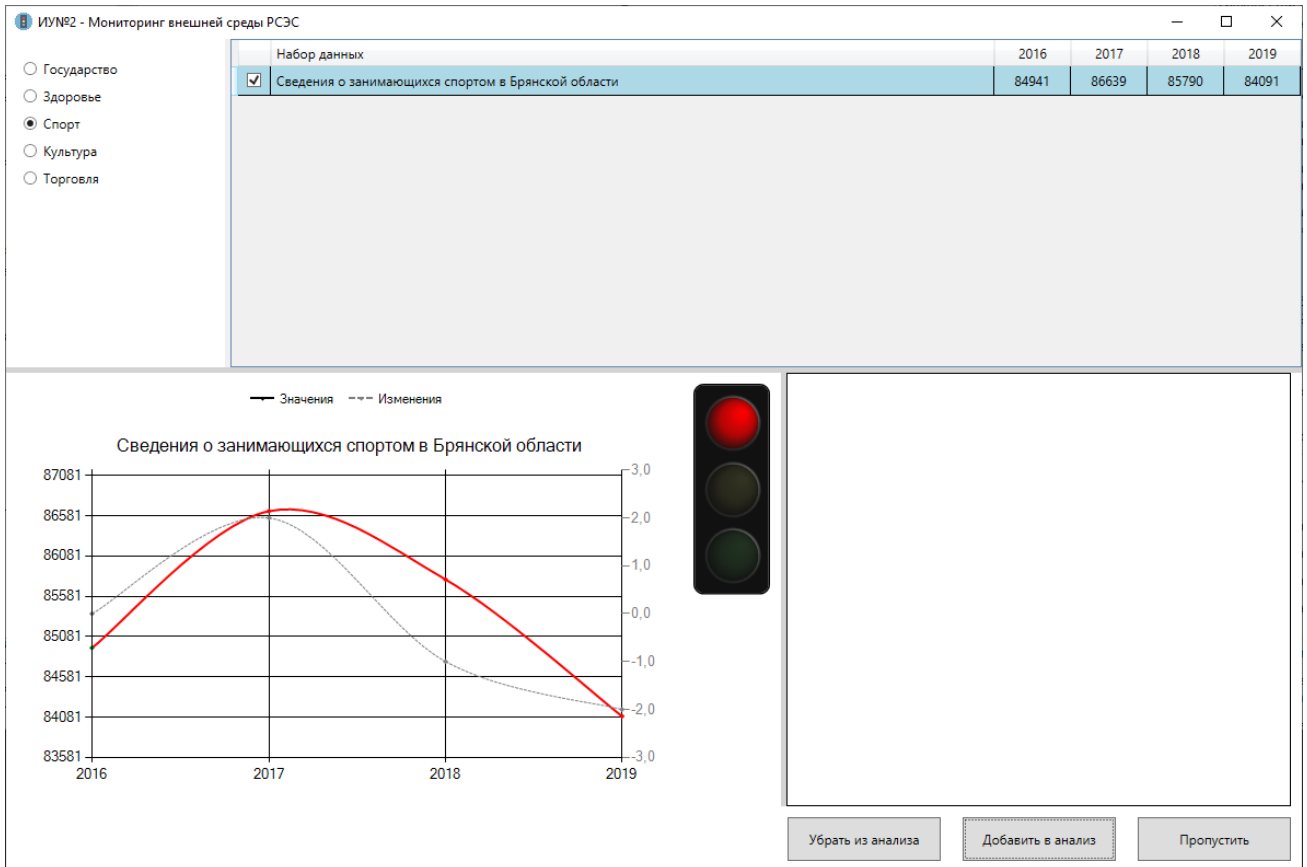 ИУ№2 - Мониторинг внешней среды РСЭС
Государство
Здоровье
Спорт
Культура
Торговля
Набор данных 2016 2017 2018 2019
Сведения о занимающихся спортом в Брянской области 84941 86639 85790 84091
Значения Изменения
Сведения о занимающихся спортом в Брянской области
87081
86581
86081
85581
85081
84581
84081
83581
3,0
2,0
1,0
0,0
-1,0
-2,0
-3,0
2016 2017 2018 2019
Убрать из анализа Добавить в анализ Пропустить